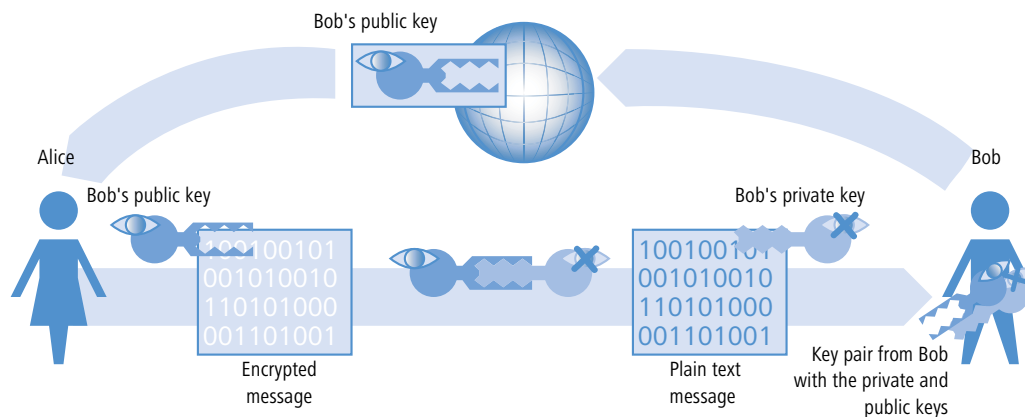 Bob's public key
Alice
Bob
Bob's public key
Bob's private key
100100101
001010010
110101000
001101001
100100101
001010010
110101000
001101001
Encrypted
message
Plain text
message
Key pair from Bob
with the private and
public keys